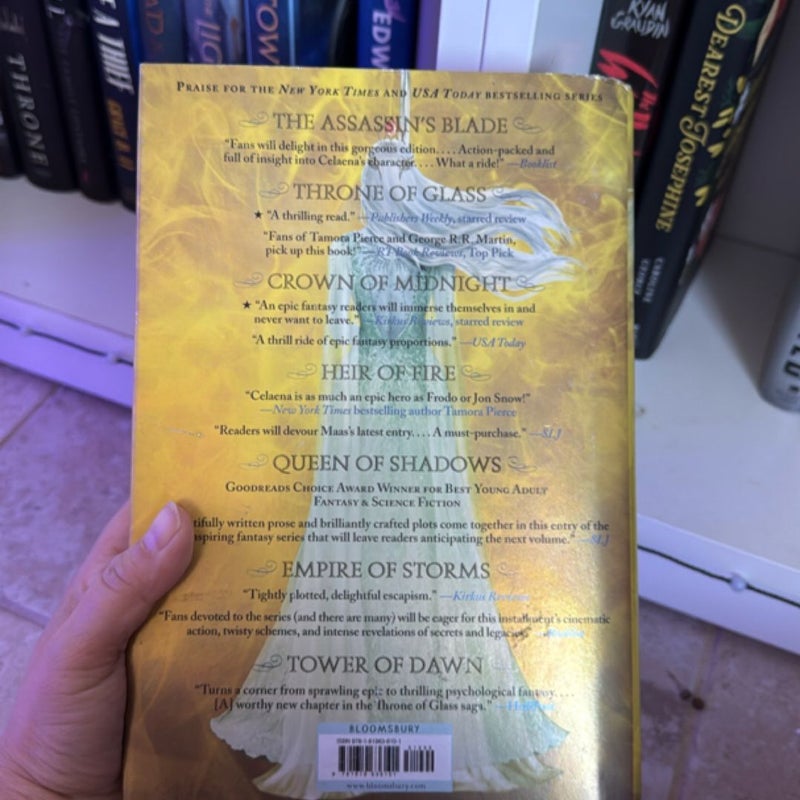 THRONE
A THIEF
TOW
EDW
RYAN
GRAUDIN
DEAREST JOSEPHINE
CAROLINE
GEORGE
PRAISE FOR THE NEW YORK TIMES AND USA TODAY BESTSELLING SERIES
THE ASSASSIN'S BLADE
"Fans will delight in this gorgeous edition. . . . Action-packed and
full of insight into Celaena's character. . . . What a ride!" —Booklist
THRONE OF GLASS
★ "A thrilling read." —Publishers Weekly, starred review
"Fans of Tamora Pierce and George R.R. Martin,
pick up this book!" —RT Book Reviews, Top Pick
CROWN OF MIDNIGHT
★ "An epic fantasy readers will immerse themselves in and
never want to leave." —Kirkus Reviews, starred review
"A thrill ride of epic fantasy proportions." —USA Today
HEIR OF FIRE
"Celaena is as much an epic hero as Frodo or Jon Snow!"
—New York Times bestselling author Tamora Pierce
"Readers will devour Maas's latest entry. . . . A must-purchase." —SLJ
QUEEN OF SHADOWS
GOODREADS CHOICE AWARD WINNER FOR BEST YOUNG ADULT
FANTASY & SCIENCE FICTION
tifully written prose and brilliantly crafted plots come together in this entry of the
spiring fantasy series that will leave readers anticipating the next volume." —SLJ
EMPIRE OF STORMS
"Tightly plotted, delightful escapism." —Kirkus Reviews
"Fans devoted to the series (and there are many) will be eager for this installment's cinematic
action, twisty schemes, and intense revelations of secrets and legacies."
TOWER OF DAWN
"Turns a corner from sprawling epic to thrilling psychological fantasy. . . .
[A] worthy new chapter in the Throne of Glass saga."
BLOOMSBURY
www.bloomsbury.com